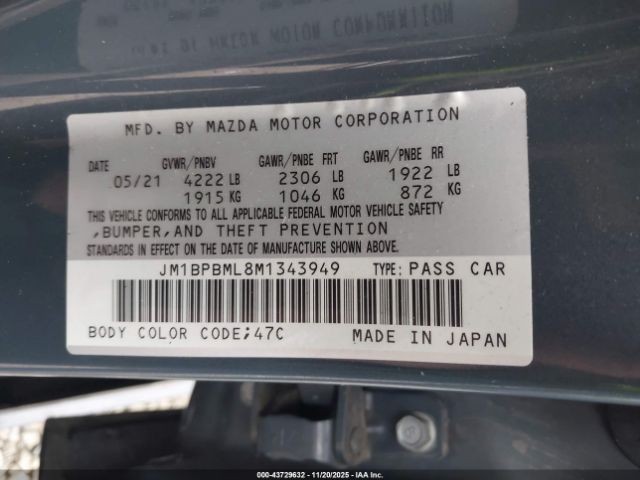 MFD. BY MAZDA MOTOR CORPORATION
DATE GVWR/PNBV GAWR/PNBE FRT GAWR/PNBE RR
05/21 4222 LB 2306 LB 1922 LB
1915 KG 1046 KG 872 KG
THIS VEHICLE CONFORMS TO ALL APPLICABLE FEDERAL MOTOR VEHICLE SAFETY
,BUMPER,AND THEFT PREVENTION
STANDARDS IN EFFECT ON THE DATE OF MANUFACTURE SHOWN ABOVE.
JM1BPBML8M1343949 TYPE: PASS CAR
BODY COLOR CODE;47C MADE IN JAPAN
000-43729632 - 11/20/2025 - IAA Inc.